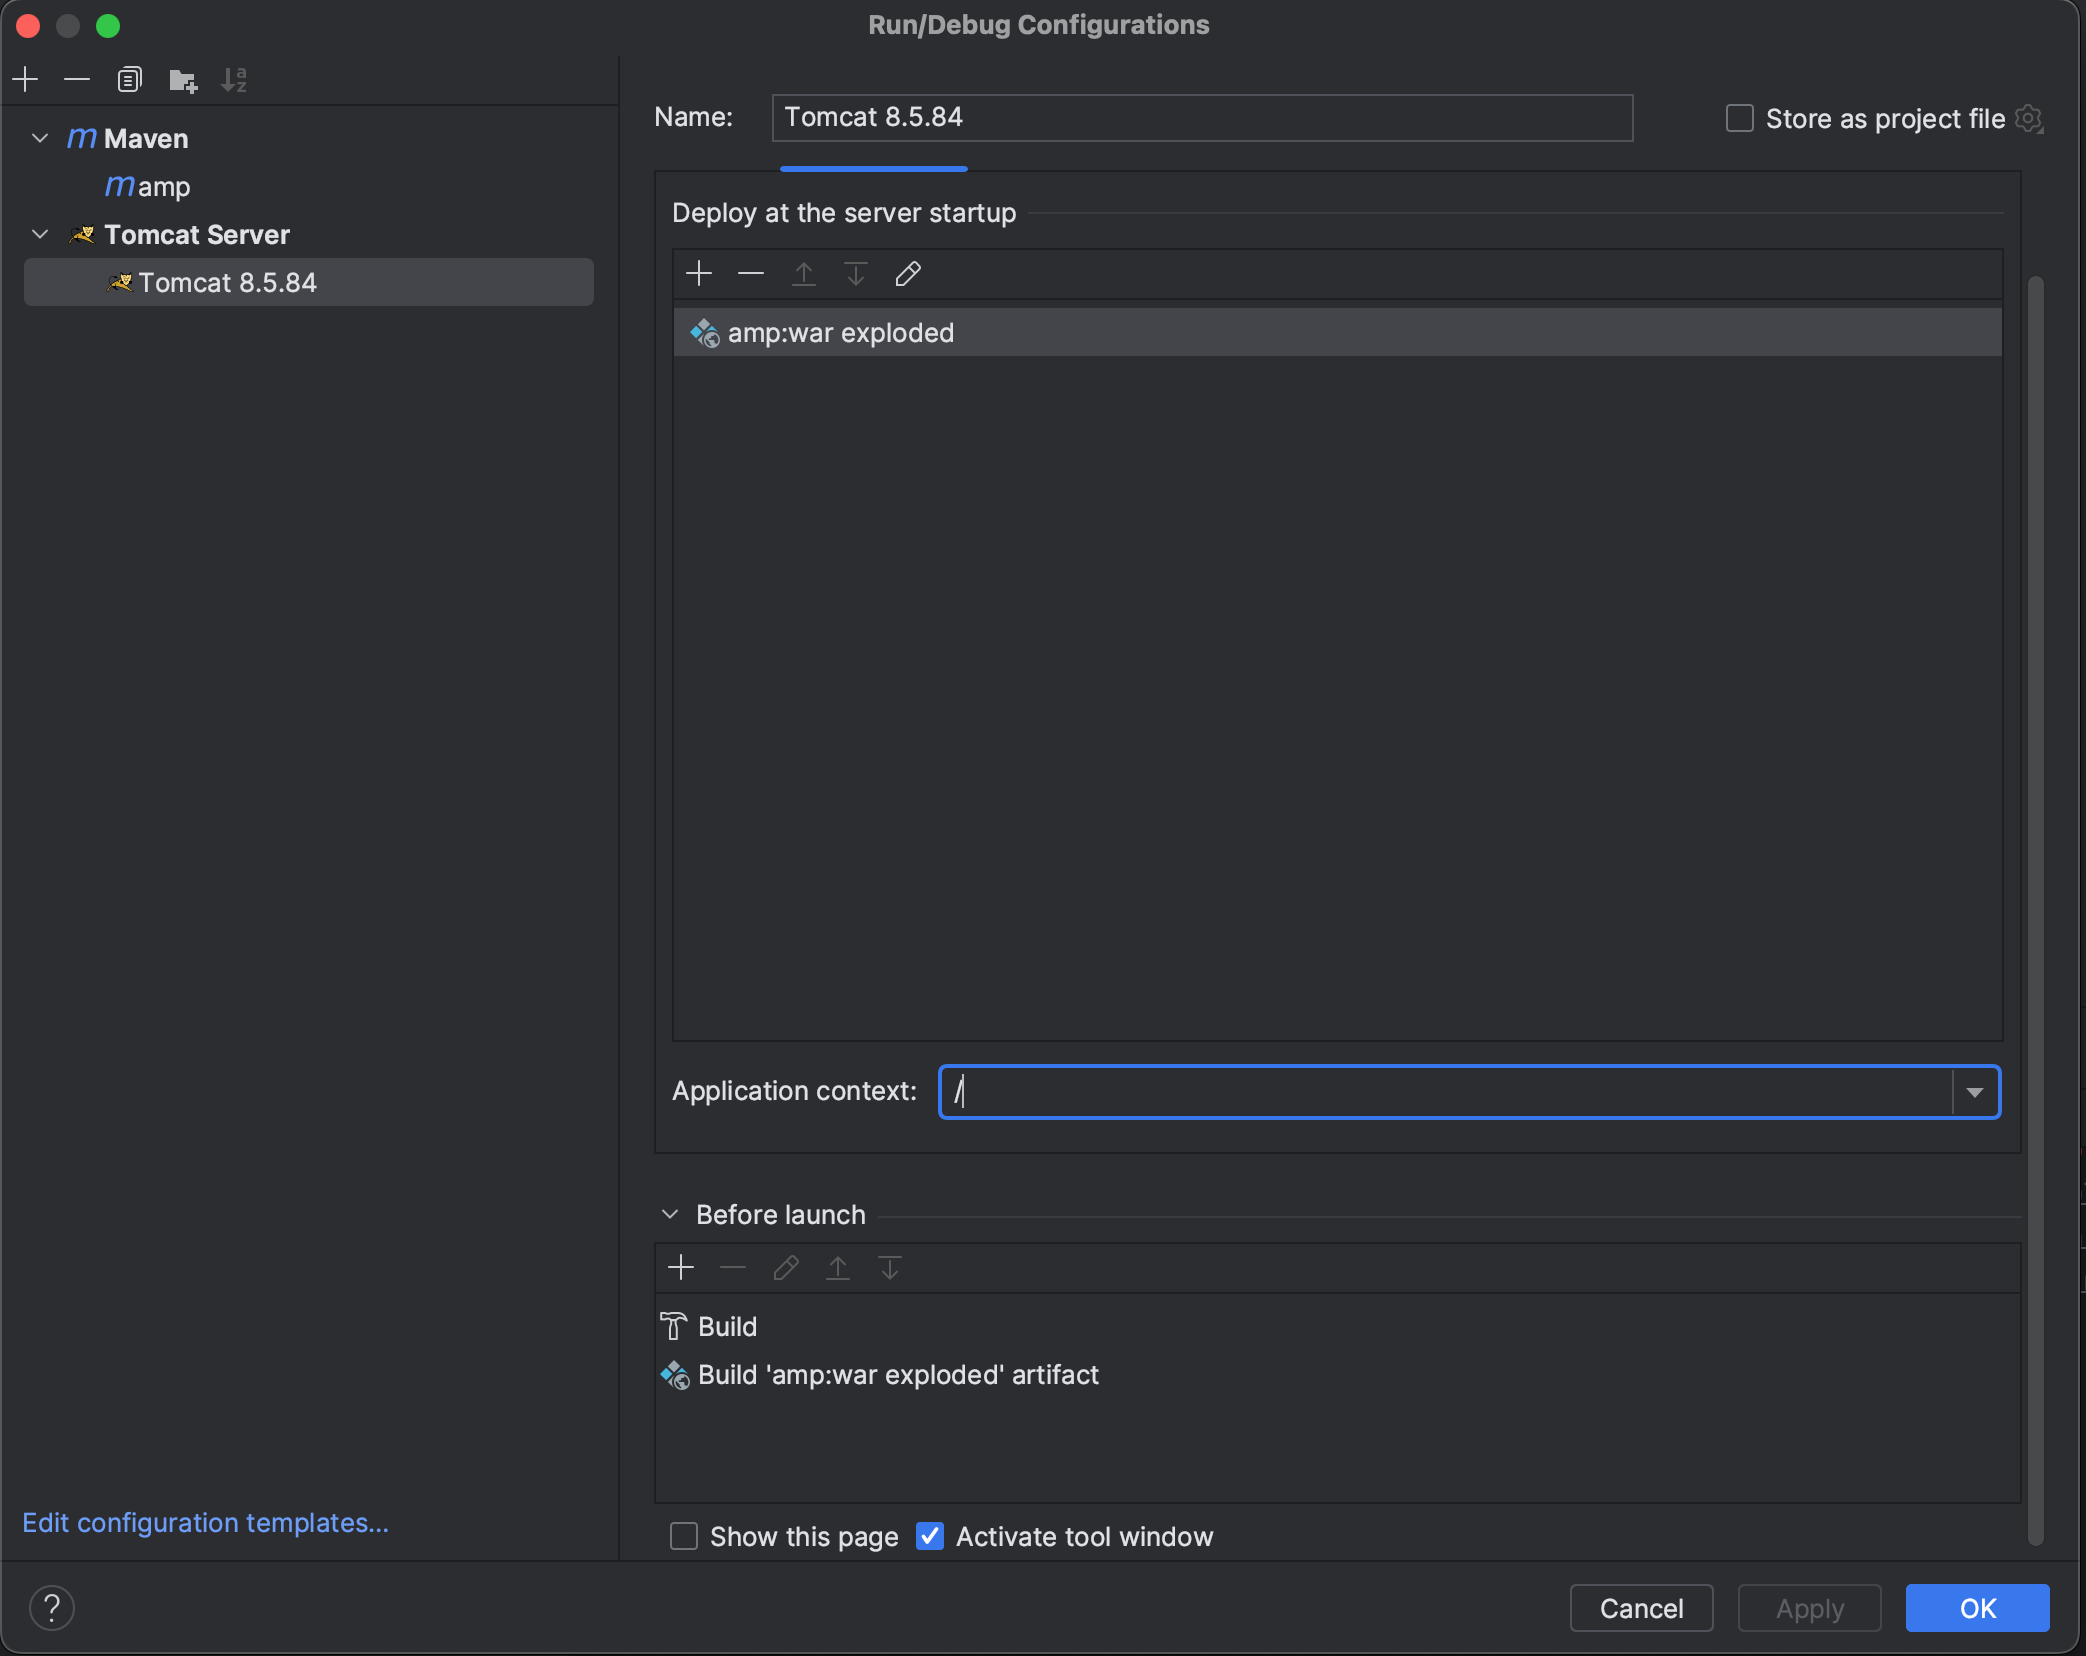 Run/Debug Configurations
Name: Tomcat 8.5.84
Store as project file
Maven
amp
Tomcat Server
Tomcat 8.5.84
Deploy at the server startup
amp:war exploded
Application context: /
Before launch
Build
Build 'amp:war exploded' artifact
Show this page
Activate tool window
Edit configuration templates...
?
Cancel
Apply
OK